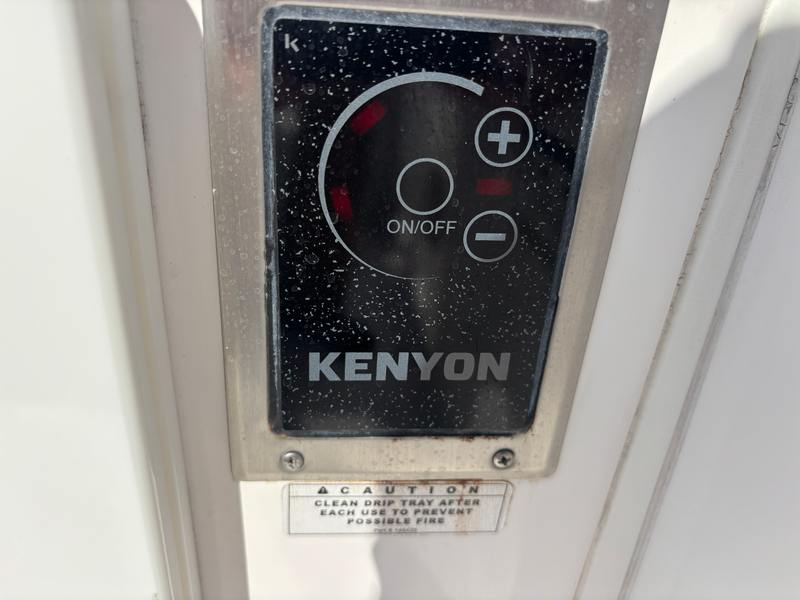 k
+
ON/OFF
−
KENYON
⚠ CAUTION
CLEAN DRIP TRAY AFTER
EACH USE TO PREVENT
POSSIBLE FIRE